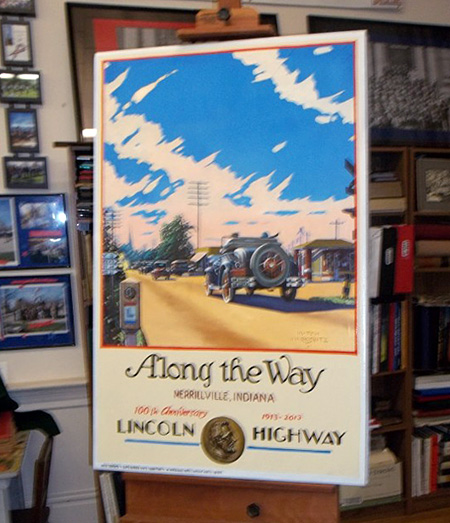 L
Along the Way
MERRILLVILLE, INDIANA
100th Anniversary 1913-2013
LINCOLN HIGHWAY